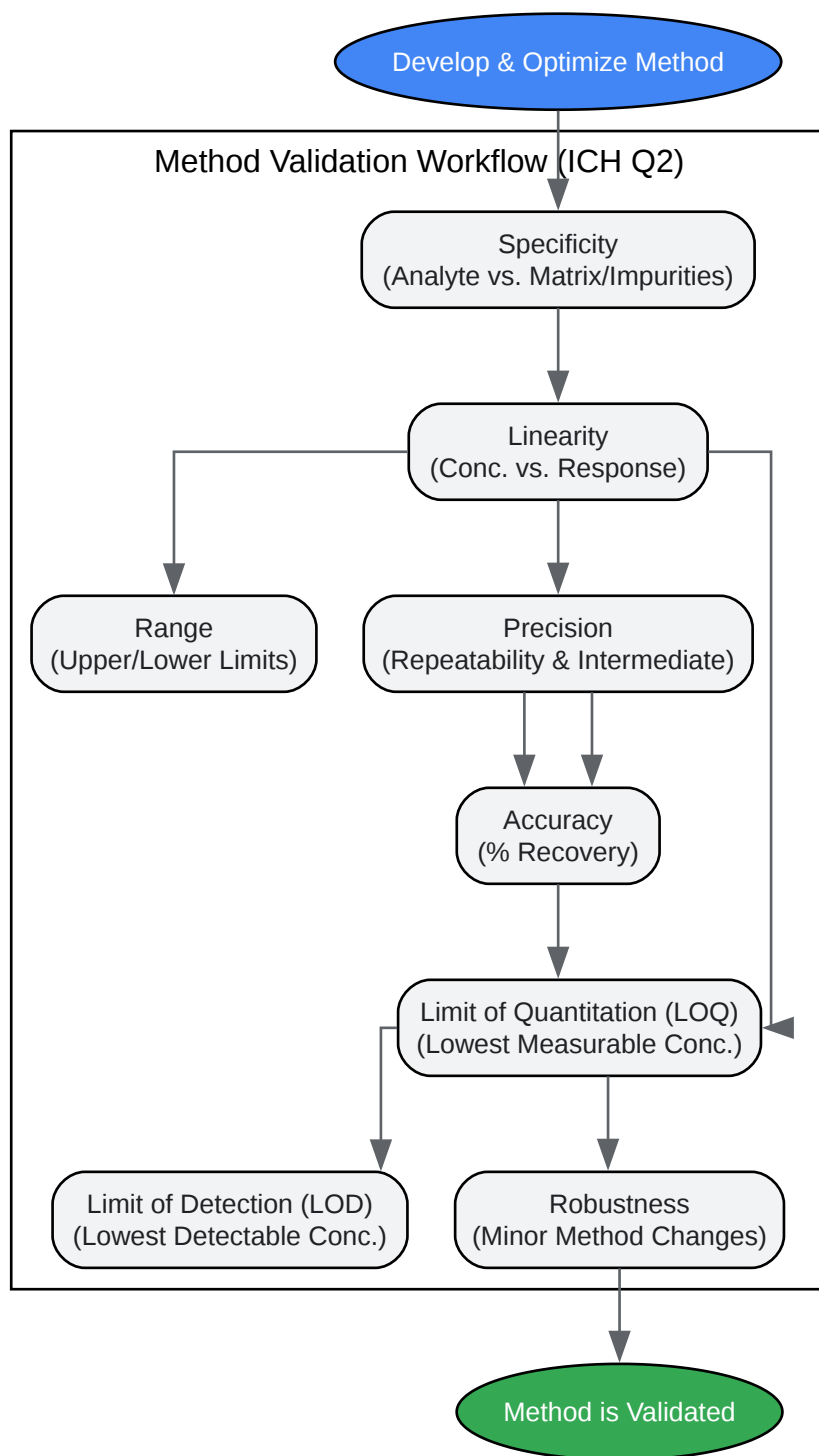 Develop & Optimize Method
Method Validation Workflow (ICH Q2)
Specificity
(Analyte vs. Matrix/Impurities)
Linearity
(Conc. vs. Response)
Range
(Upper/Lower Limits)
Precision
(Repeatability & Intermediate)
Accuracy
(% Recovery)
Limit of Quantitation (LOQ)
(Lowest Measurable Conc.)
Limit of Detection (LOD)
(Lowest Detectable Conc.)
Robustness
(Minor Method Changes)
Method is Validated